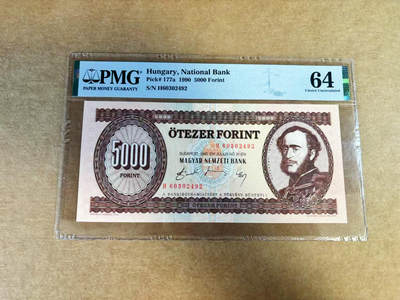 PMG
PAPER MONEY GUARANTY
Hungary, National Bank
Pick# 177a 1990 5000 Forint
S/N H60302492
64
Choice Uncirculated
ÖTEZER FORINT
H 60302492
MAGYAR NEMZETI BANK
5000
FORINT
H 60302492
ÖTEZER FORINT